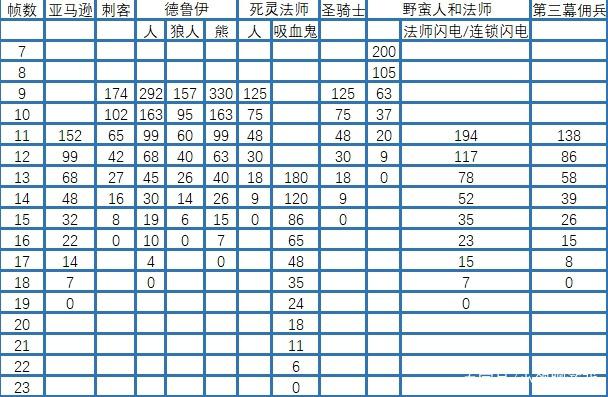 帧数 亚马逊 刺客 德鲁伊 死灵法师 圣骑士 野蛮人和法师 第三幕佣兵
人 狼人 熊 人 吸血鬼 法师闪电/连锁闪电
7 200
8 105
9 174 292 157 330 125 125 63
10 102 163 95 163 75 75 37
11 152 65 99 60 99 48 48 20 194 138
12 99 42 68 40 63 30 30 9 117 86
13 68 27 45 26 40 18 180 18 0 78 58
14 48 16 30 14 26 9 120 9 52 39
15 32 8 19 6 15 0 86 0 35 26
16 22 0 10 0 7 65 23 15
17 14 4 0 48 15 8
18 7 0 35 7 0
19 0 24 0
20 18
21 11
22 6
23 0